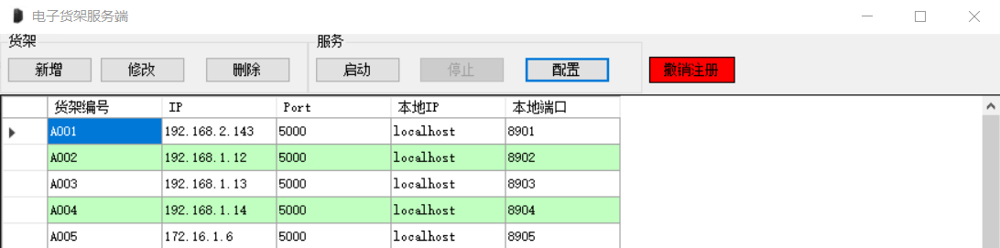 电子货架服务端
货架 服务
新增 修改 删除 启动 停止 配置 撤销注册
货架编号 IP Port 本地IP 本地端口
A001 192.168.2.143 5000 localhost 8901
A002 192.168.1.12 5000 localhost 8902
A003 192.168.1.13 5000 localhost 8903
A004 192.168.1.14 5000 localhost 8904
A005 172.16.1.6 5000 localhost 8905